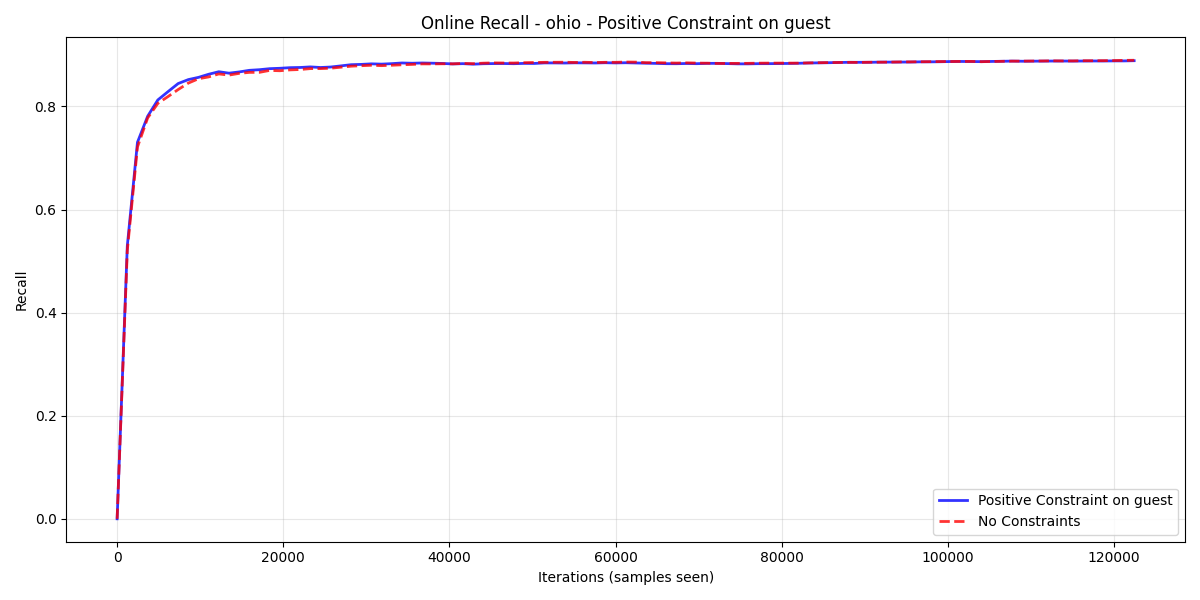 Online Recall - ohio - Positive Constraint on guest
Recall
0.8
0.6
0.4
0.2
0.0
0 20000 40000 60000 80000 100000 120000
Iterations (samples seen)
Positive Constraint on guest
No Constraints